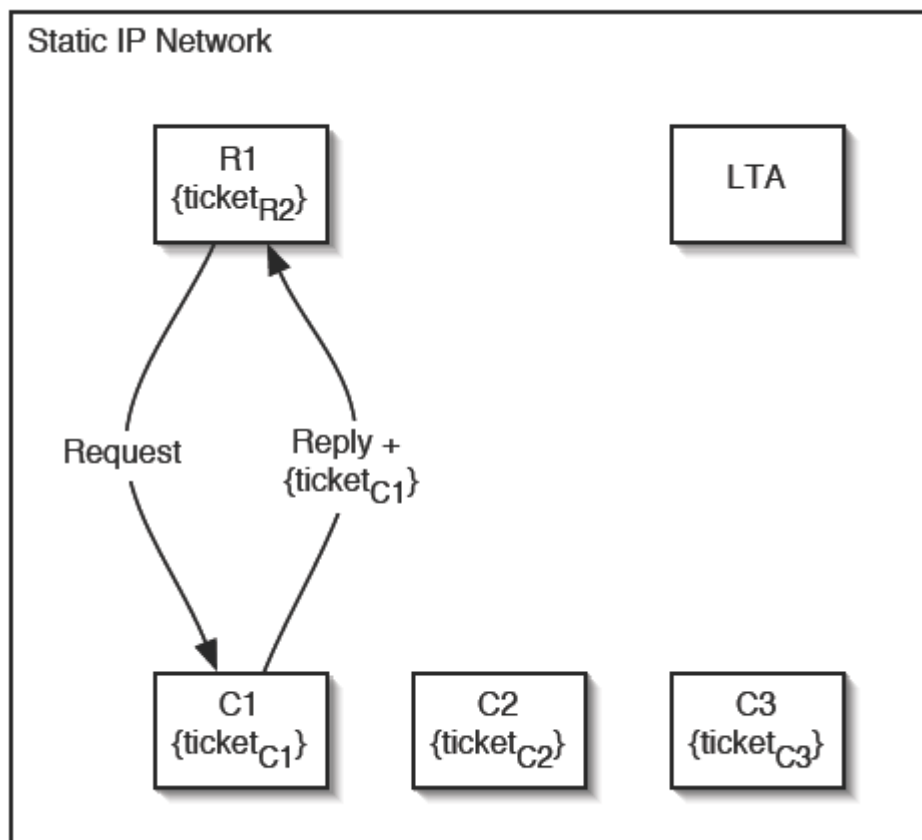 Static IP Network
R1
{ticketR2}
LTA
Request
Reply +
{ticketC1}
C1
{ticketC1}
C2
{ticketC2}
C3
{ticketC3}